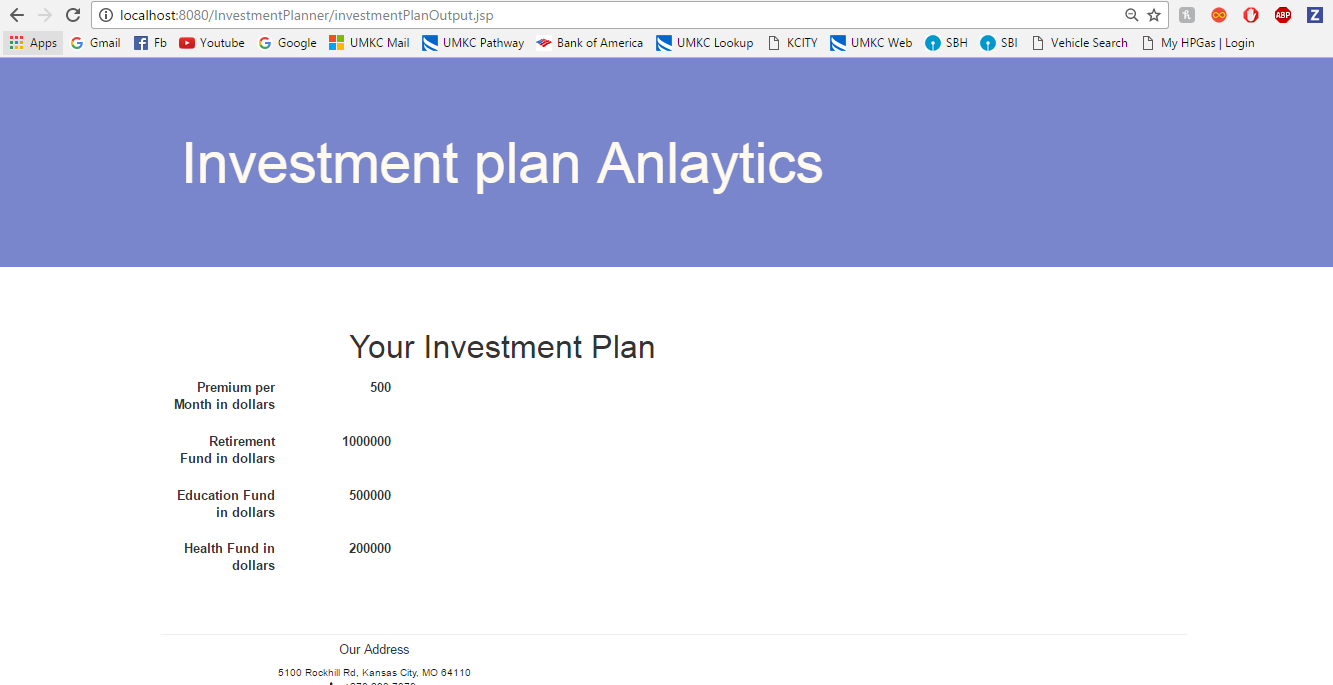 localhost:8080/InvestmentPlanner/investmentPlanOutput.jsp
ABP
Z
Apps Gmail Fb Youtube Google UMKC Mail UMKC Pathway Bank of America UMKC Lookup KCITY UMKC Web SBH SBI Vehicle Search My HPGas | Login
Investment plan Anlaytics
Your Investment Plan
Premium per 500
Month in dollars
Retirement 1000000
Fund in dollars
Education Fund 500000
in dollars
Health Fund in 200000
dollars
Our Address
5100 Rockhill Rd, Kansas City, MO 64110